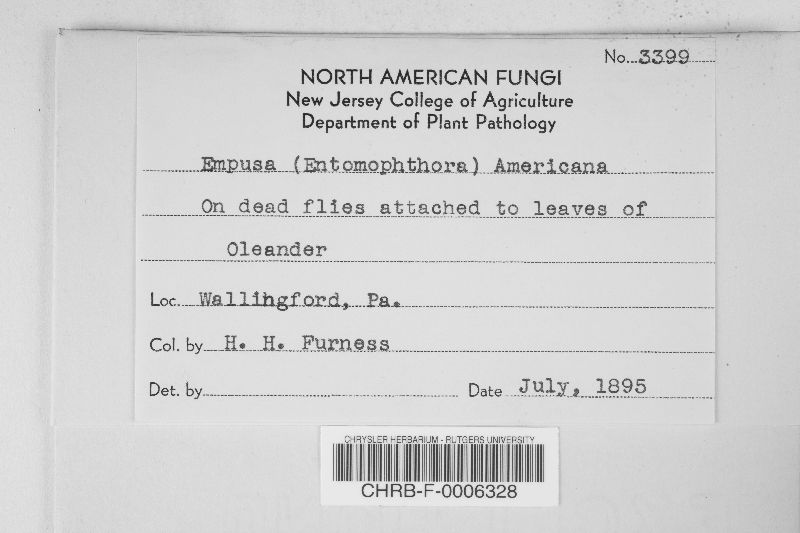 No. 3399
NORTH AMERICAN FUNGI
New Jersey College of Agriculture
Department of Plant Pathology
Empusa (Entomophthora) Americana
On dead flies attached to leaves of
Oleander
Loc. Wallingford, Pa.
Col. by H. H. Furness
Det. by
Date July, 1895
CHRYSLER HERBARIUM - RUTGERS UNIVERSITY
CHRB-F-0006328